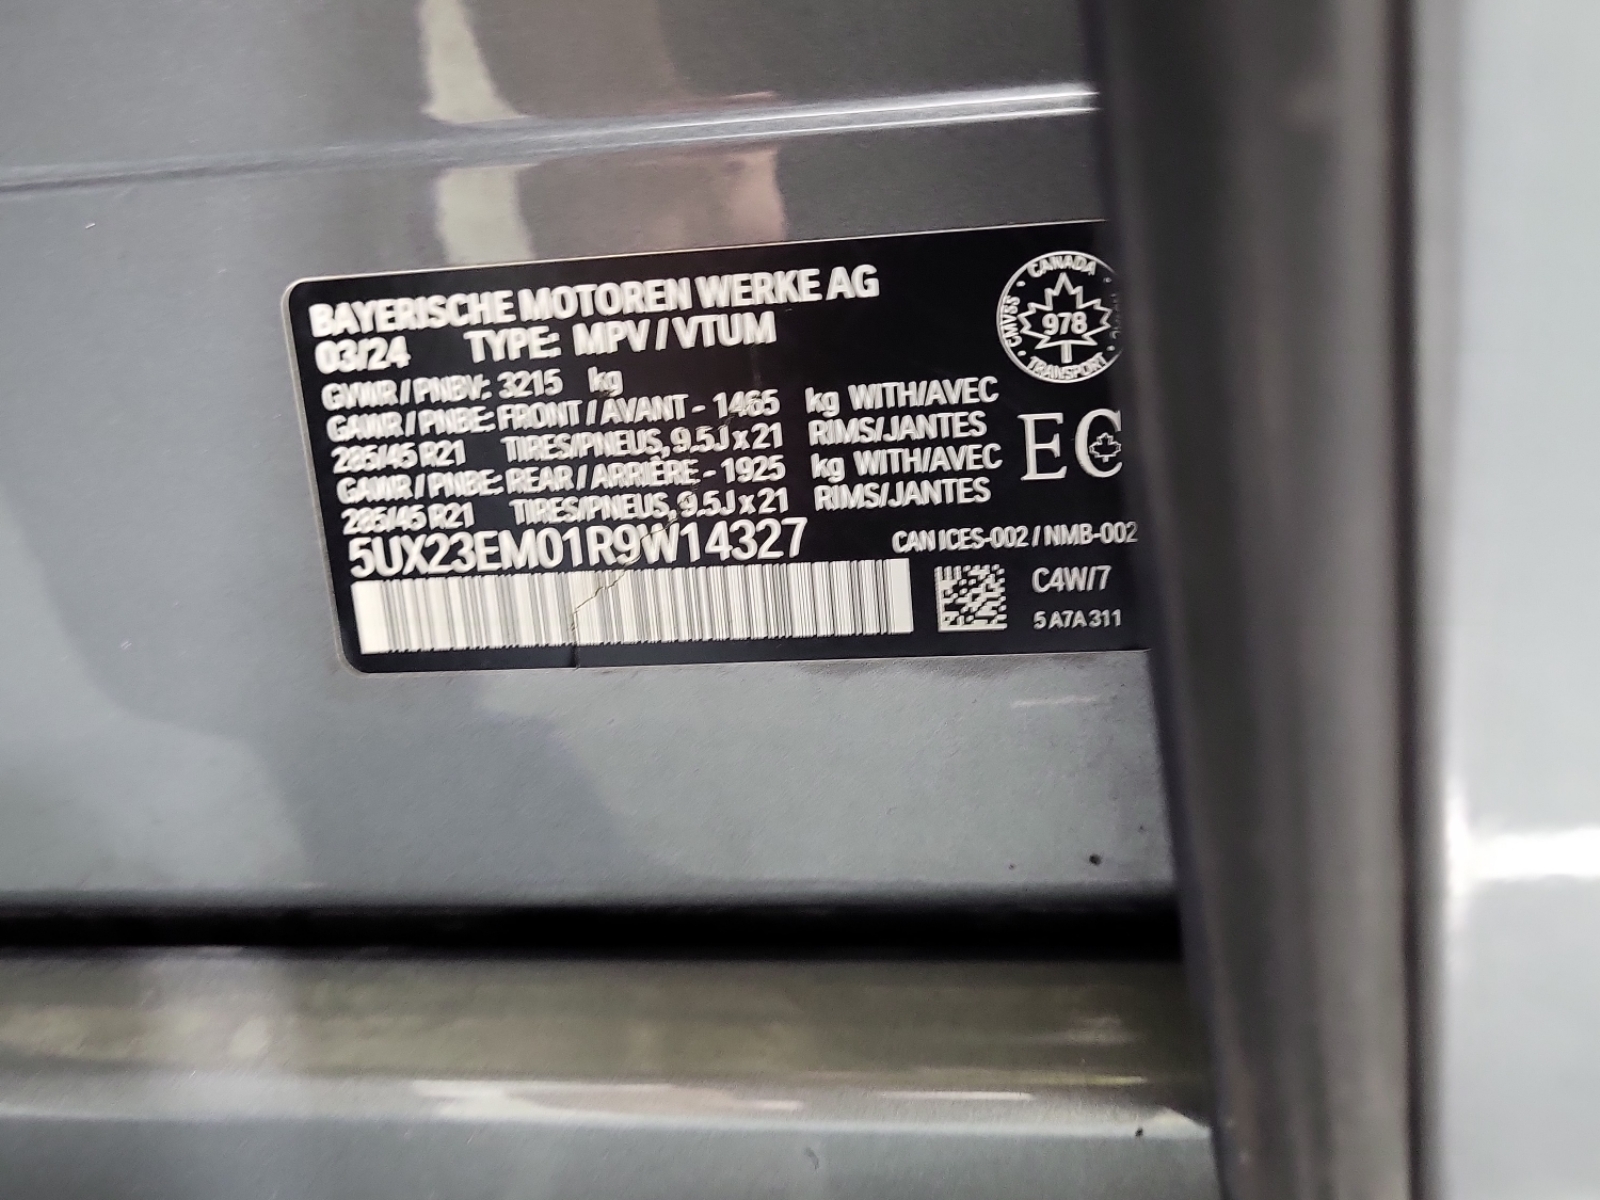 BAYERISCHE MOTOREN WERKE AG
03/24 TYPE: MPV / VTUM
GVWR / PNBV: 3215 kg
GAWR / PNBE: FRONT / AVANT - 1465 kg WITH/AVEC
285/45 R21 TIRES/PNEUS, 9.5J x 21 RIMS/JANTES
GAWR / PNBE: REAR / ARRIÈRE - 1925 kg WITH/AVEC
285/45 R21 TIRES/PNEUS, 9.5J x 21 RIMS/JANTES
5UX23EM01R9W14327
CANADA
CMVSS
978
TRANSPORT
EC
CAN ICES-002 / NMB-002
C4W/7
5A7A311